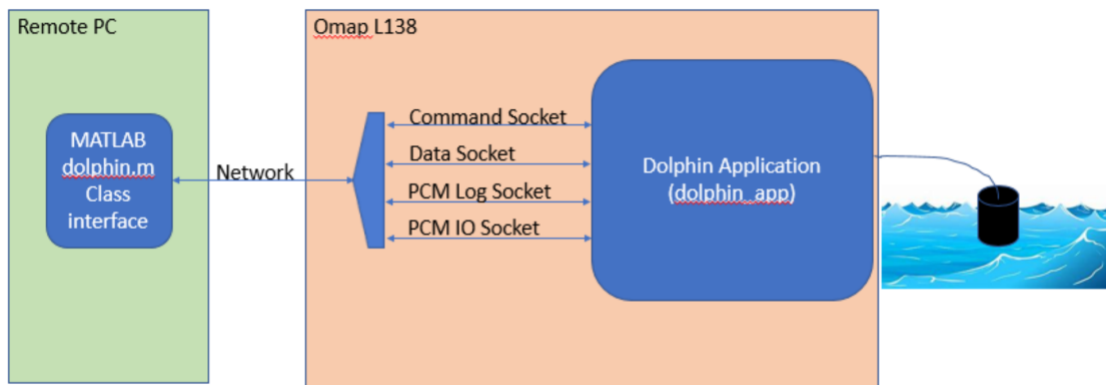 Remote PC
MATLAB
dolphin.m
Class
interface
Network
Omap L138
Command Socket
Data Socket
PCM Log Socket
PCM IO Socket
Dolphin Application
(dolphin_app)